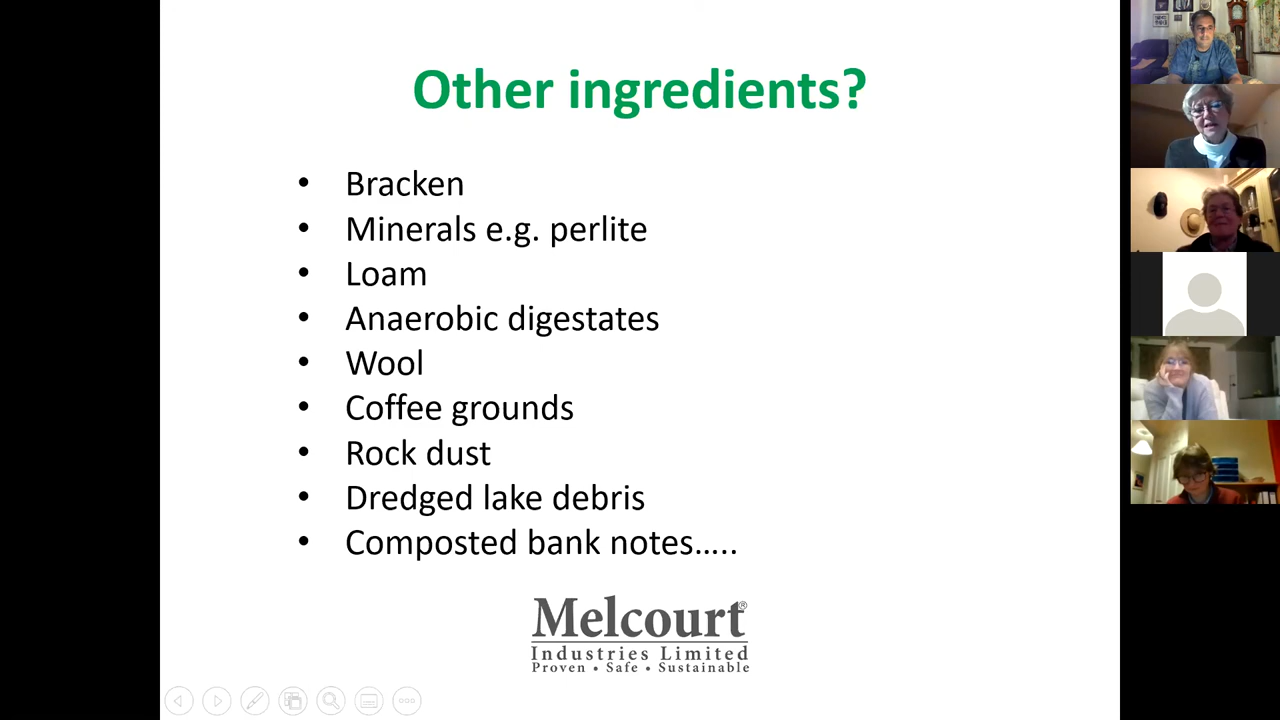 Other ingredients?
• Bracken
• Minerals e.g. perlite
• Loam
• Anaerobic digestates
• Wool
• Coffee grounds
• Rock dust
• Dredged lake debris
• Composted bank notes…..
Melcourt®
Industries Limited
Proven • Safe • Sustainable